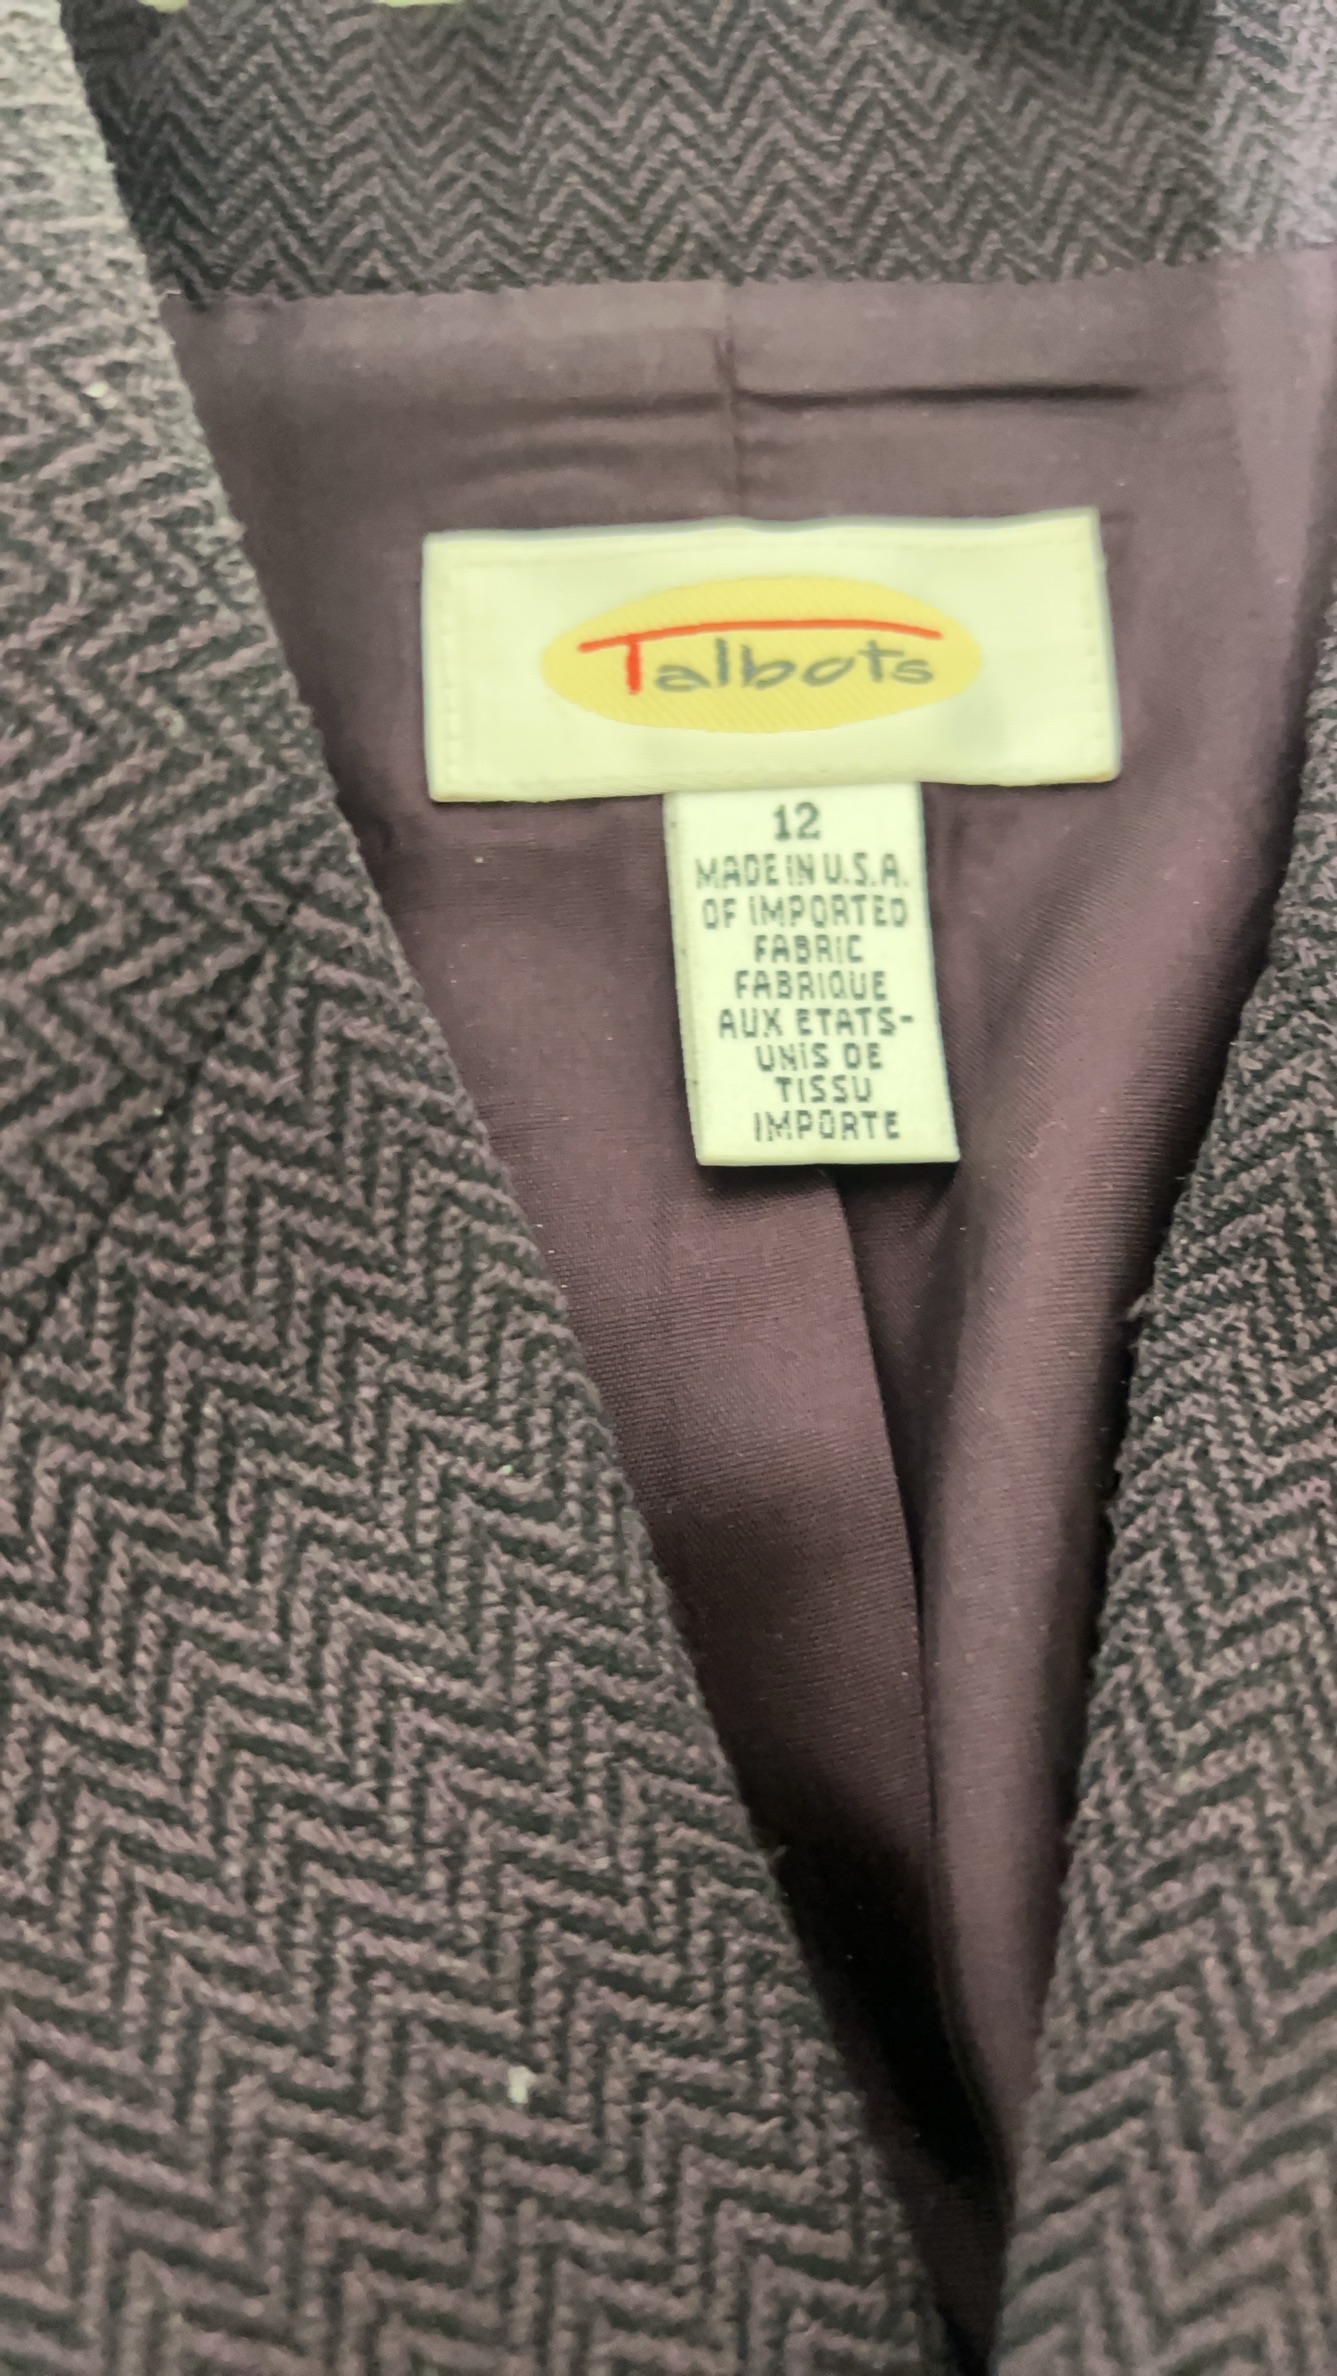 Talbots
12
MADE IN U.S.A.
OF IMPORTED
FABRIC
FABRIQUE
AUX ETATS-
UNIS DE
TISSU
IMPORTE